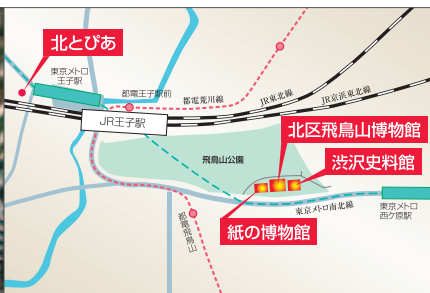 北とぴあ
東京メトロ
王子駅
都電王子駅前
都電荒川線
JR東北線
JR京浜東北線
JR王子駅
北区飛鳥山博物館
飛鳥山公園
渋沢史料館
紙の博物館
東京メトロ南北線
東京メトロ
西ケ原駅
都電飛鳥山